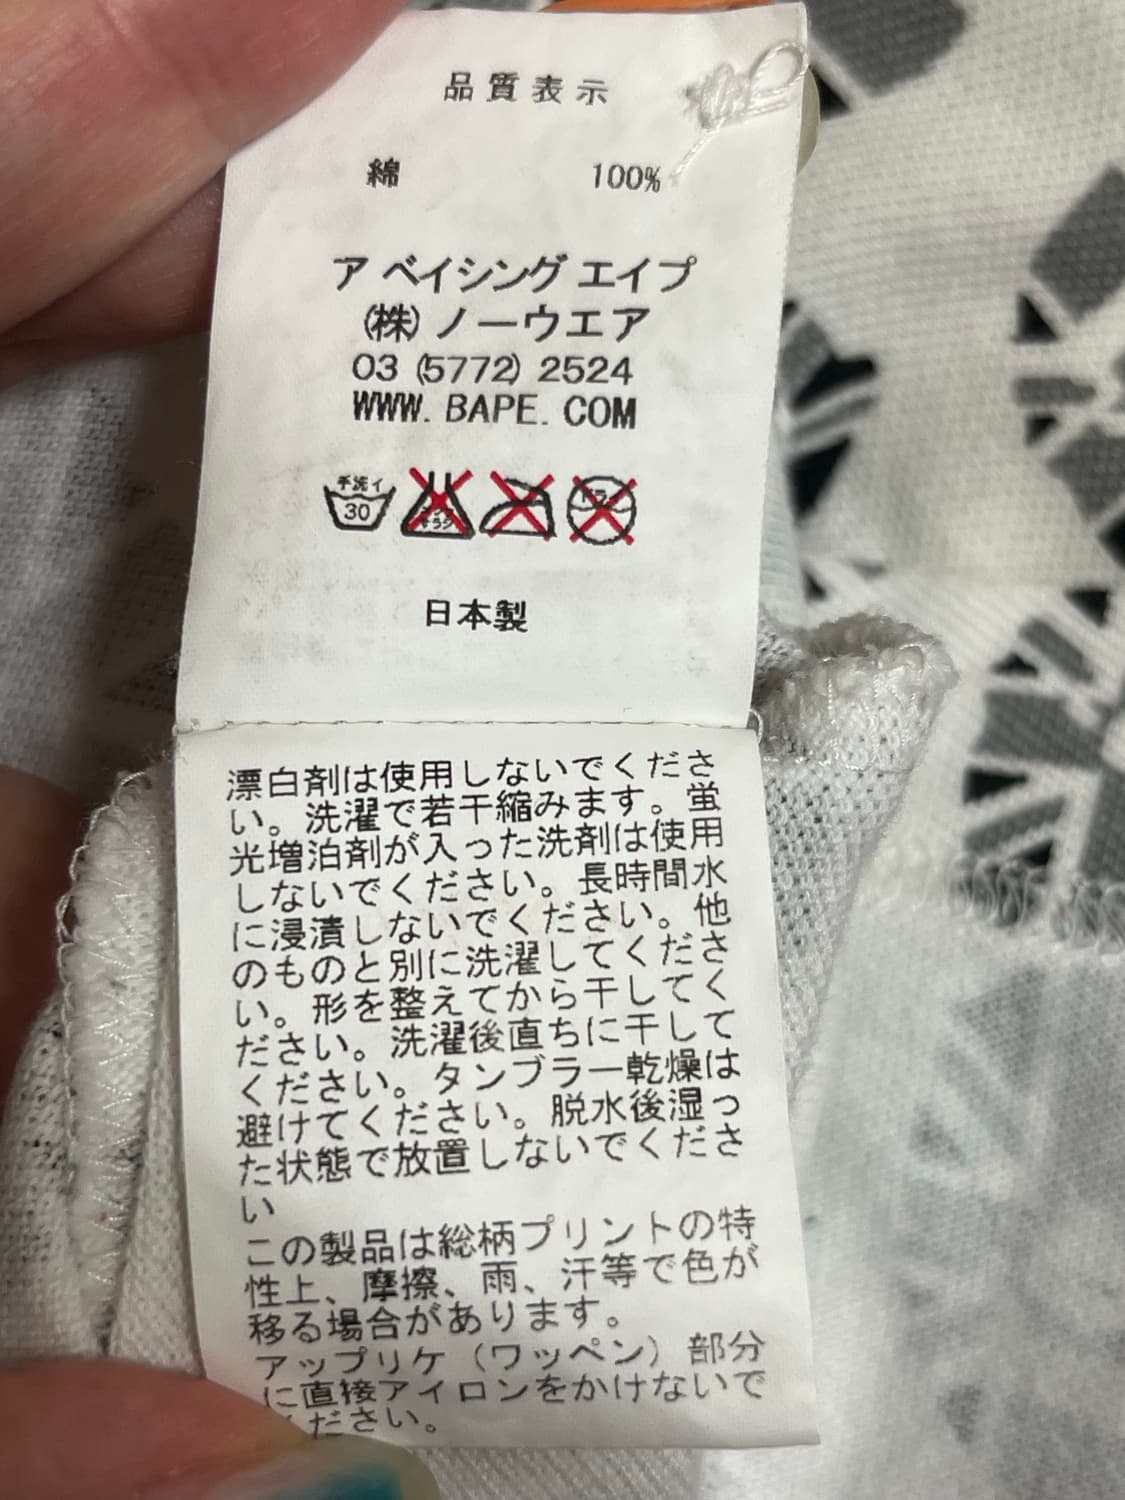 品質表示
綿 100%
ア ベイシング エイプ
(株) ノーウエア
03 (5772) 2524
WWW. BAPE. COM
手洗イ
30
日本製
漂白剤は使用しないでくださ
い。洗濯で若干縮みます。蛍
光増泊剤が入った洗剤は使用
しないでください。長時間水
に浸漬しないでください。他
のものと別に洗濯してくださ
い。形を整えてから干してく
ださい。洗濯後直ちに干して
ください。タンブラー乾燥は
避けてください。脱水後湿っ
た状態で放置しないでくださ
い
この製品は総柄プリントの特
性上、摩擦、雨、汗等で色が
移る場合があります。
アップリケ（ワッペン）部分
に直接アイロンをかけないで
ください。